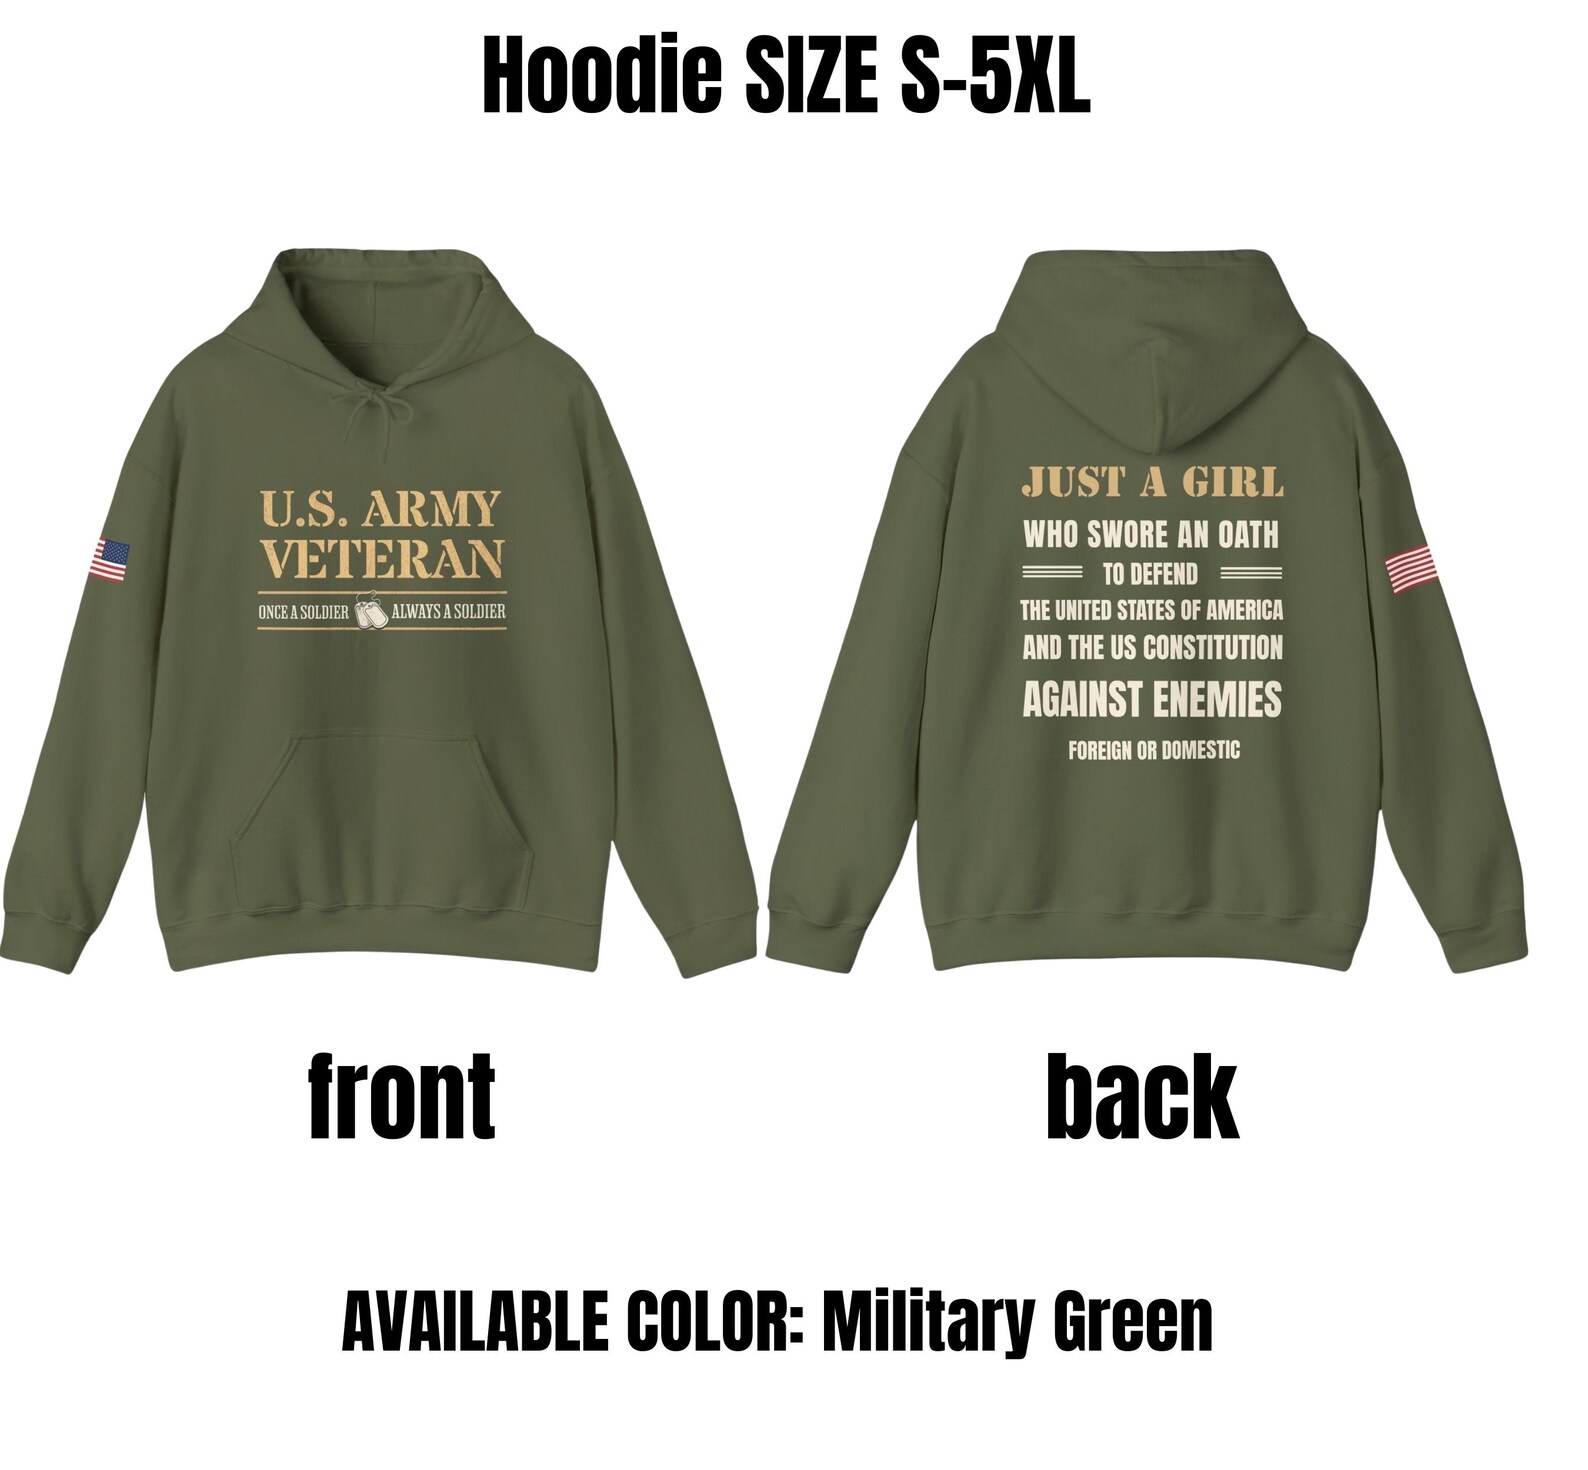 Hoodie SIZE S-5XL
U.S. ARMY
VETERAN
ONCE A SOLDIER ALWAYS A SOLDIER
JUST A GIRL
WHO SWORE AN OATH
TO DEFEND
THE UNITED STATES OF AMERICA
AND THE US CONSTITUTION
AGAINST ENEMIES
FOREIGN OR DOMESTIC
front
back
AVAILABLE COLOR: Military Green